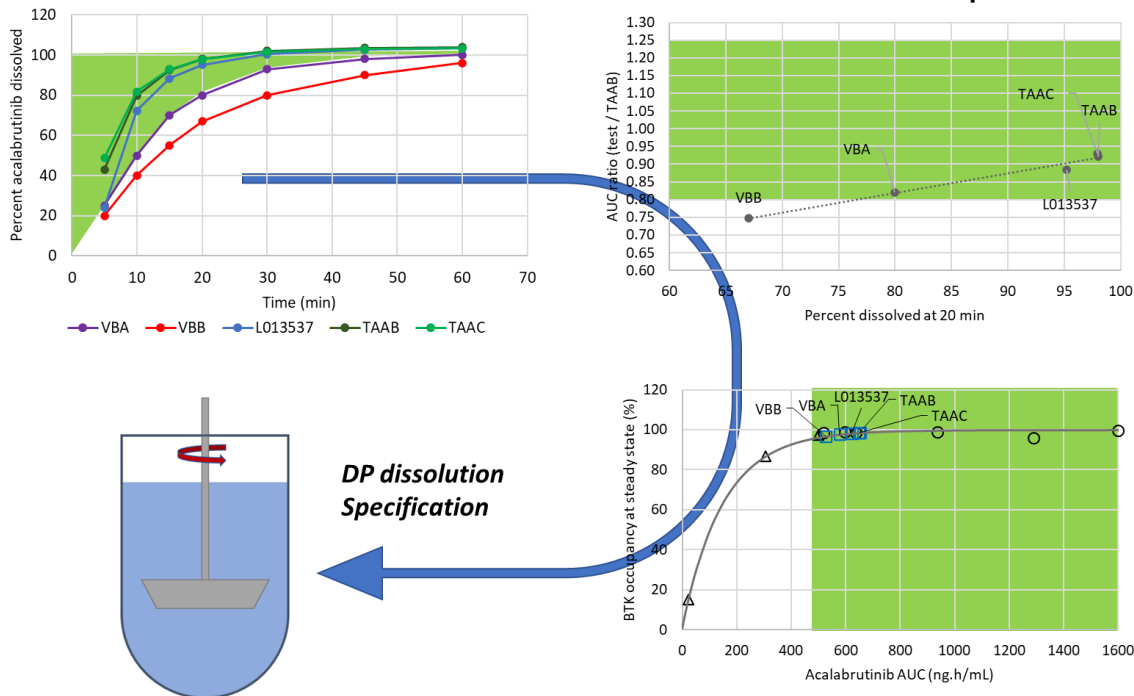 Percent acalabrutinib dissolved
120
100
80
60
40
20
0
0 10 20 30 40 50 60 70
Time (min)
VBA VBB L013537 TAAB TAAC
AUC ratio (test / TAAB)
1.30
1.25
1.20
1.15
1.10
1.05
1.00
0.95
0.90
0.85
0.80
0.75
0.70
0.65
0.60
TAAC
TAAB
VBA
VBB
L013537
60 65 70 75 80 85 90 95 100
Percent dissolved at 20 min
DP dissolution
Specification
BTK occupancy at steady state (%)
120
100
80
60
40
20
0
L013537
VBA
VBB
TAAB
TAAC
0 200 400 600 800 1000 1200 1400 1600
Acalabrutinib AUC (ng.h/mL)